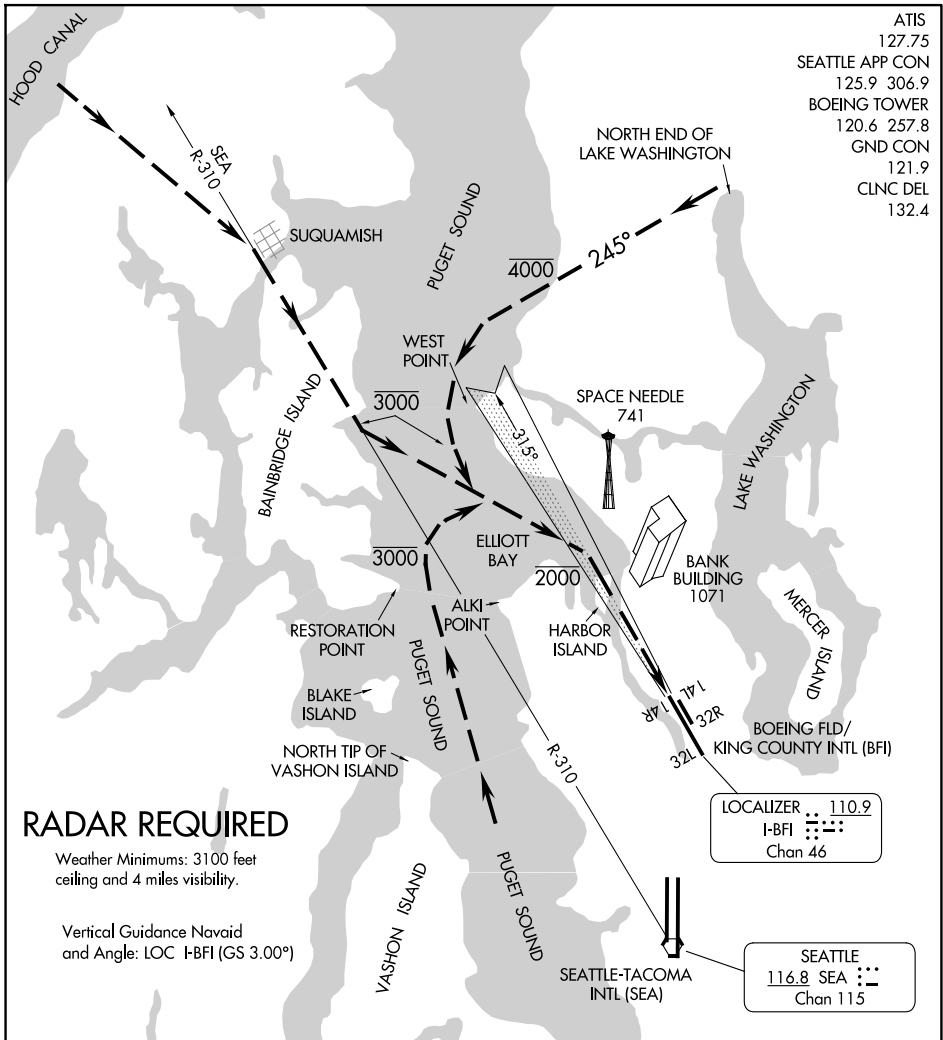 ATIS
127.75
SEATTLE APP CON
125.9 306.9
BOEING TOWER
120.6 257.8
GND CON
121.9
CLNC DEL
132.4
HOOD CANAL
SEA
R-310
SUQUAMISH
PUGET SOUND
NORTH END OF
LAKE WASHINGTON
245°
4000
WEST
POINT
3000
BAINBRIDGE ISLAND
315°
SPACE NEEDLE
741
LAKE WASHINGTON
3000
ELLIOTT
BAY
2000
BANK
BUILDING
1071
MERCER
ISLAND
RESTORATION
POINT
ALKI
POINT
HARBOR
ISLAND
PUGET SOUND
BLAKE
ISLAND
14R
14L
32R
32L
BOEING FLD/
KING COUNTY INTL (BFI)
NORTH TIP OF
VASHON ISLAND
R-310
LOCALIZER 110.9
I-BFI
Chan 46
RADAR REQUIRED
Weather Minimums: 3100 feet
ceiling and 4 miles visibility.
Vertical Guidance Navaid
and Angle: LOC I-BFI (GS 3.00°)
VASHON ISLAND
PUGET SOUND
SEATTLE-TACOMA
INTL (SEA)
SEATTLE
116.8 SEA
Chan 115